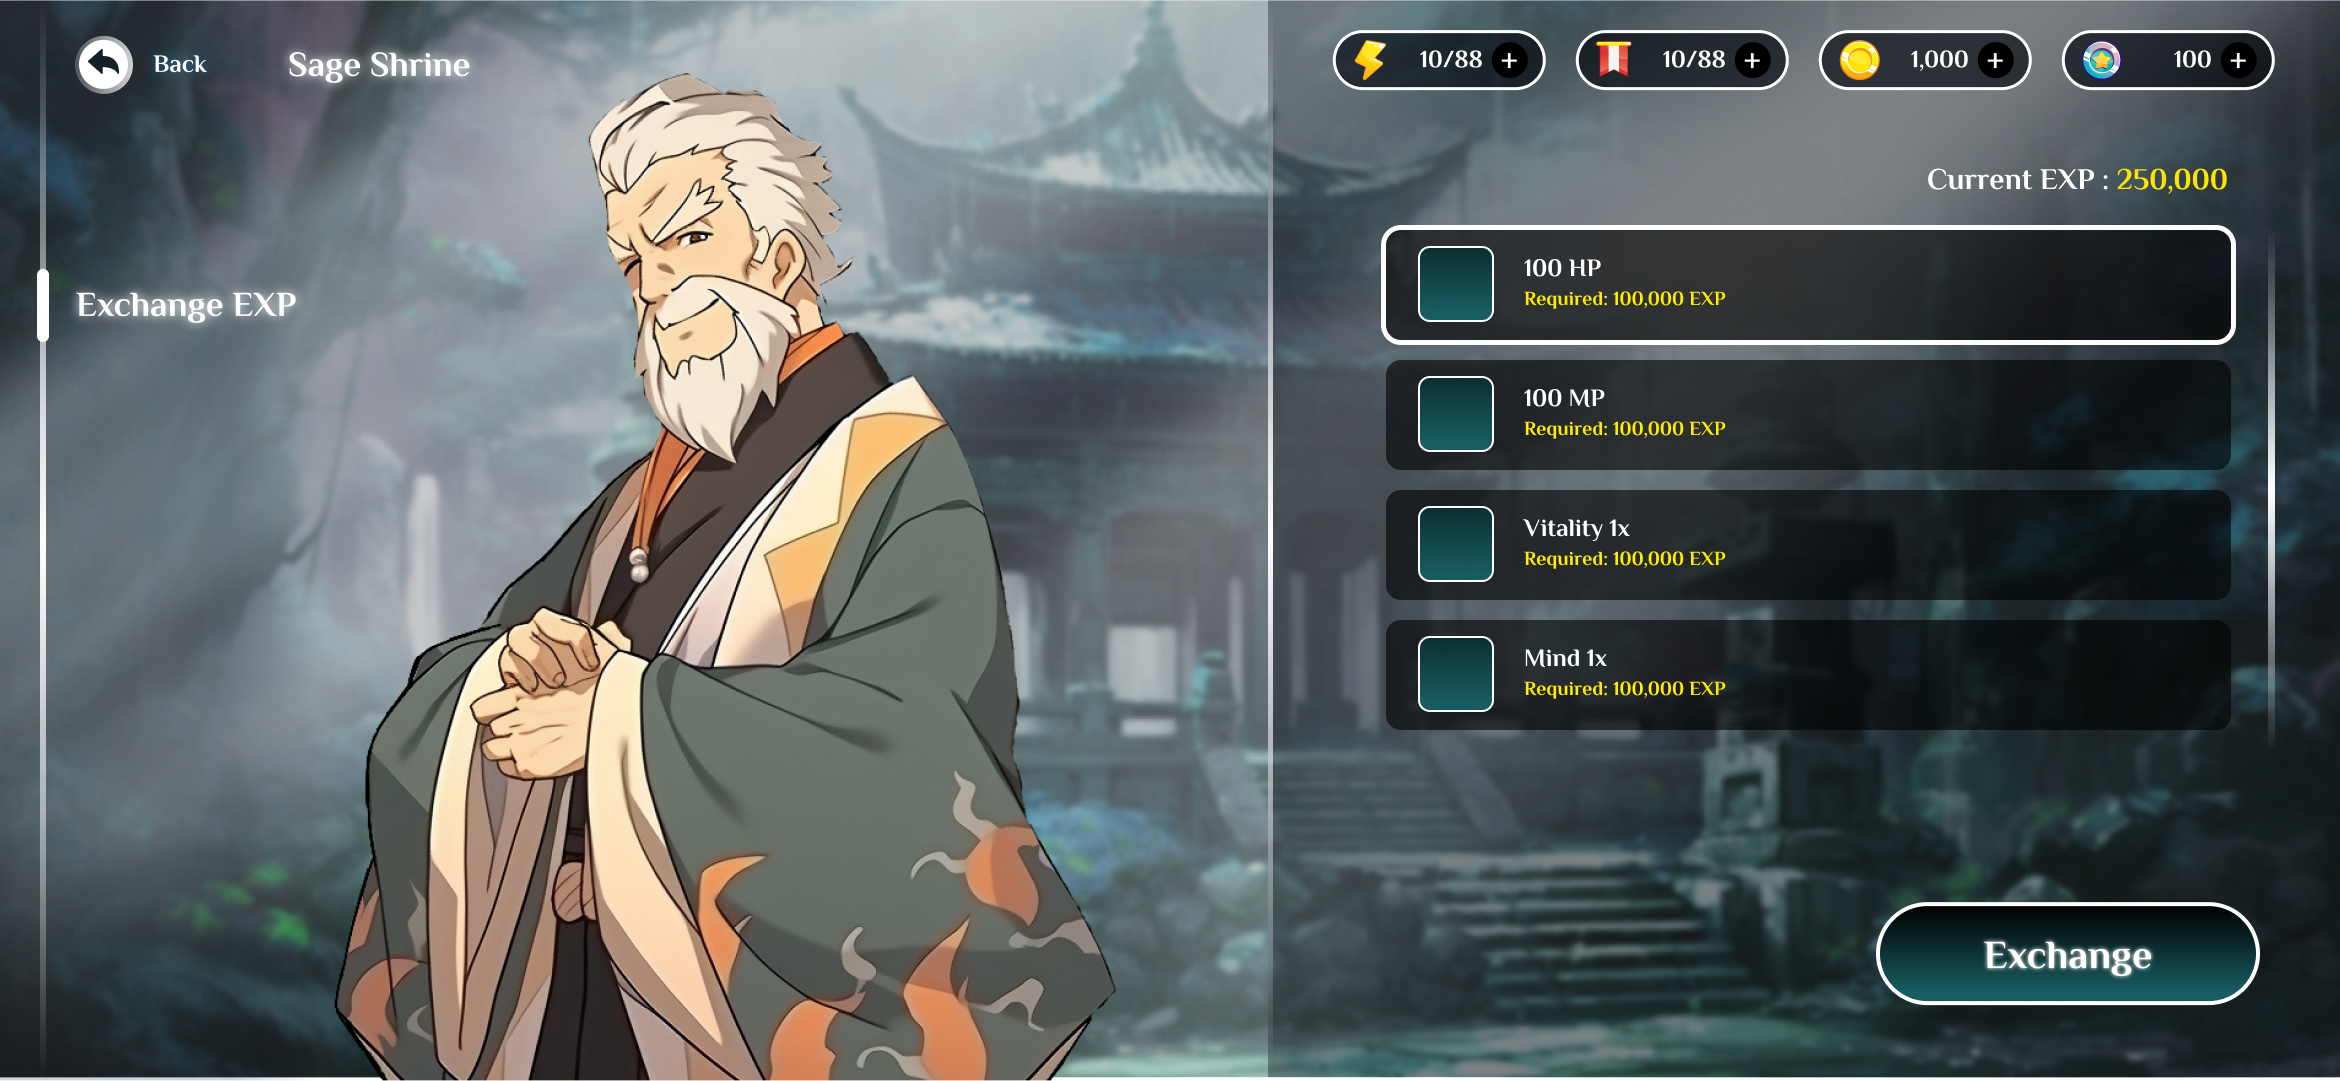 Back
Sage Shrine
10/88
10/88
1,000
100
Current EXP : 250,000
Exchange EXP
100 HP
Required: 100,000 EXP
100 MP
Required: 100,000 EXP
Vitality 1x
Required: 100,000 EXP
Mind 1x
Required: 100,000 EXP
Exchange